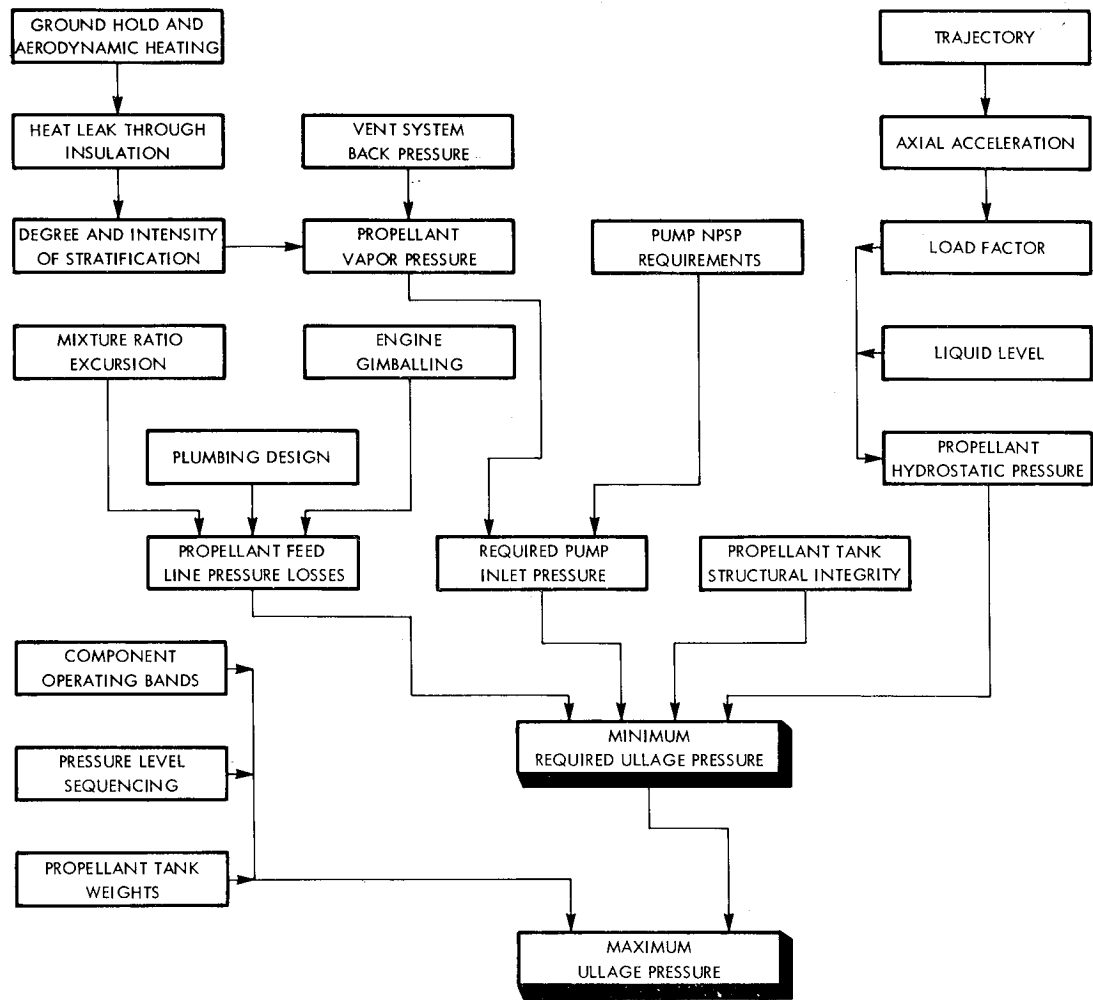 GROUND HOLD AND
AERODYNAMIC HEATING
TRAJECTORY
HEAT LEAK THROUGH
INSULATION
VENT SYSTEM
BACK PRESSURE
AXIAL ACCELERATION
DEGREE AND INTENSITY
OF STRATIFICATION
PROPELLANT
VAPOR PRESSURE
PUMP NPSP
REQUIREMENTS
LOAD FACTOR
MIXTURE RATIO
EXCURSION
ENGINE
GIMBALLING
LIQUID LEVEL
PLUMBING DESIGN
PROPELLANT
HYDROSTATIC PRESSURE
PROPELLANT FEED
LINE PRESSURE LOSSES
REQUIRED PUMP
INLET PRESSURE
PROPELLANT TANK
STRUCTURAL INTEGRITY
COMPONENT
OPERATING BANDS
MINIMUM
REQUIRED ULLAGE PRESSURE
PRESSURE LEVEL
SEQUENCING
PROPELLANT TANK
WEIGHTS
MAXIMUM
ULLAGE PRESSURE